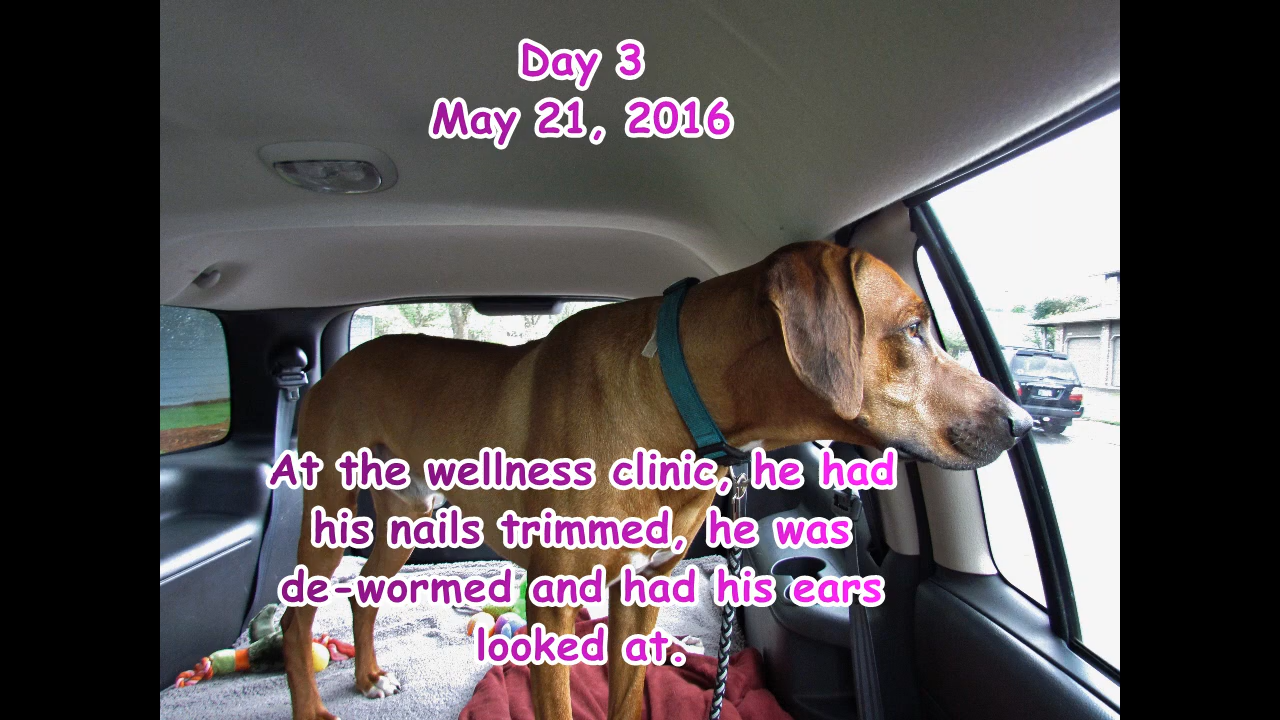 Day 3
May 21, 2016
At the wellness clinic, he had
his nails trimmed, he was
de-wormed and had his ears
looked at.